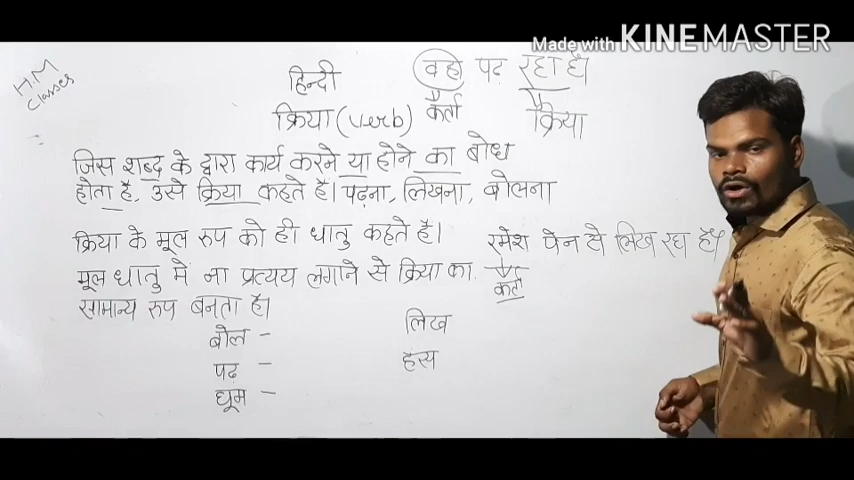 Made with KINEMASTER
H.M
Classes
हिन्दी
वहो पढ़ रहा है।
क्रिया (verb)
कर्ता
क्रिया
जिस शब्द के द्वारा कार्य करने या होने का बोध
होता है, उसे क्रिया कहते है। पढ़ना, लिखना, बोलना
क्रिया के मूल रुप को ही धातु कहते है।
रमेश पेन से लिख रहा है।
मूल धातु में ना प्रत्यय लगाने से क्रिया का
कर्ता
सामान्य रुप बनता है।
बोल -
लिख
पढ़ -
हस
घूम -